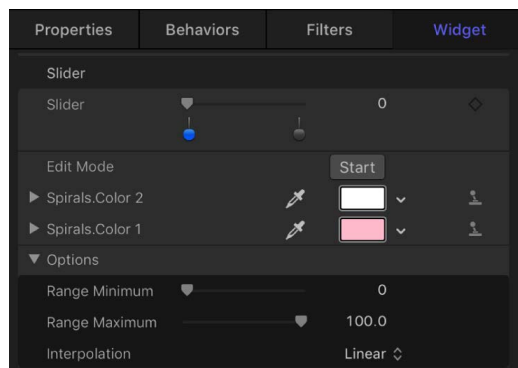 Properties Behaviors Filters Widget
Slider
Slider 0
Edit Mode Start
Spirals.Color 2
Spirals.Color 1
Options
Range Minimum 0
Range Maximum 100.0
Interpolation Linear